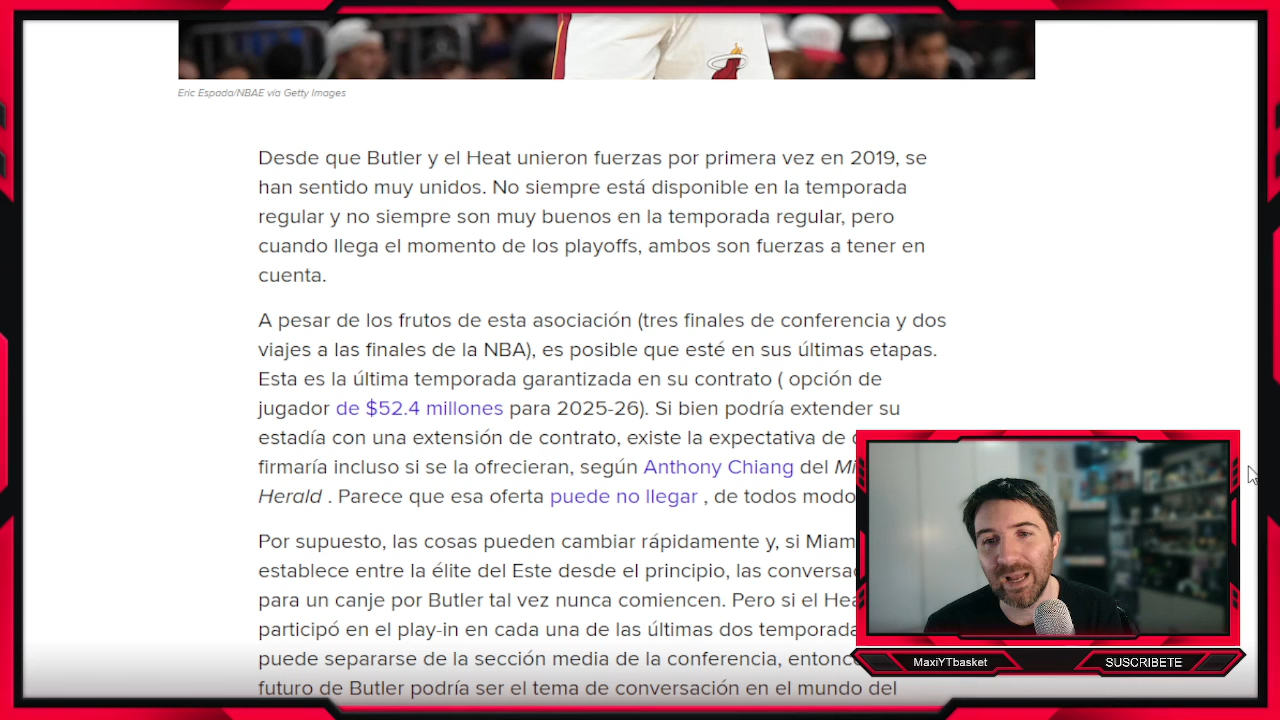 Eric Espada/NBAE vía Getty Images
Desde que Butler y el Heat unieron fuerzas por primera vez en 2019, se
han sentido muy unidos. No siempre está disponible en la temporada
regular y no siempre son muy buenos en la temporada regular, pero
cuando llega el momento de los playoffs, ambos son fuerzas a tener en
cuenta.
A pesar de los frutos de esta asociación (tres finales de conferencia y dos
viajes a las finales de la NBA), es posible que esté en sus últimas etapas.
Esta es la última temporada garantizada en su contrato ( opción de
jugador de $52.4 millones para 2025-26). Si bien podría extender su
estadía con una extensión de contrato, existe la expectativa de
firmaría incluso si se la ofrecieran, según Anthony Chiang del
Herald . Parece que esa oferta puede no llegar , de todos modo
Por supuesto, las cosas pueden cambiar rápidamente y, si Miam
establece entre la élite del Este desde el principio, las conversa
para un canje por Butler tal vez nunca comiencen. Pero si el Hea
participó en el play-in en cada una de las últimas dos temporada
puede separarse de la sección media de la conferencia, entonc
futuro de Butler podría ser el tema de conversación en el mundo del
MaxiYTbasket
SUSCRIBETE